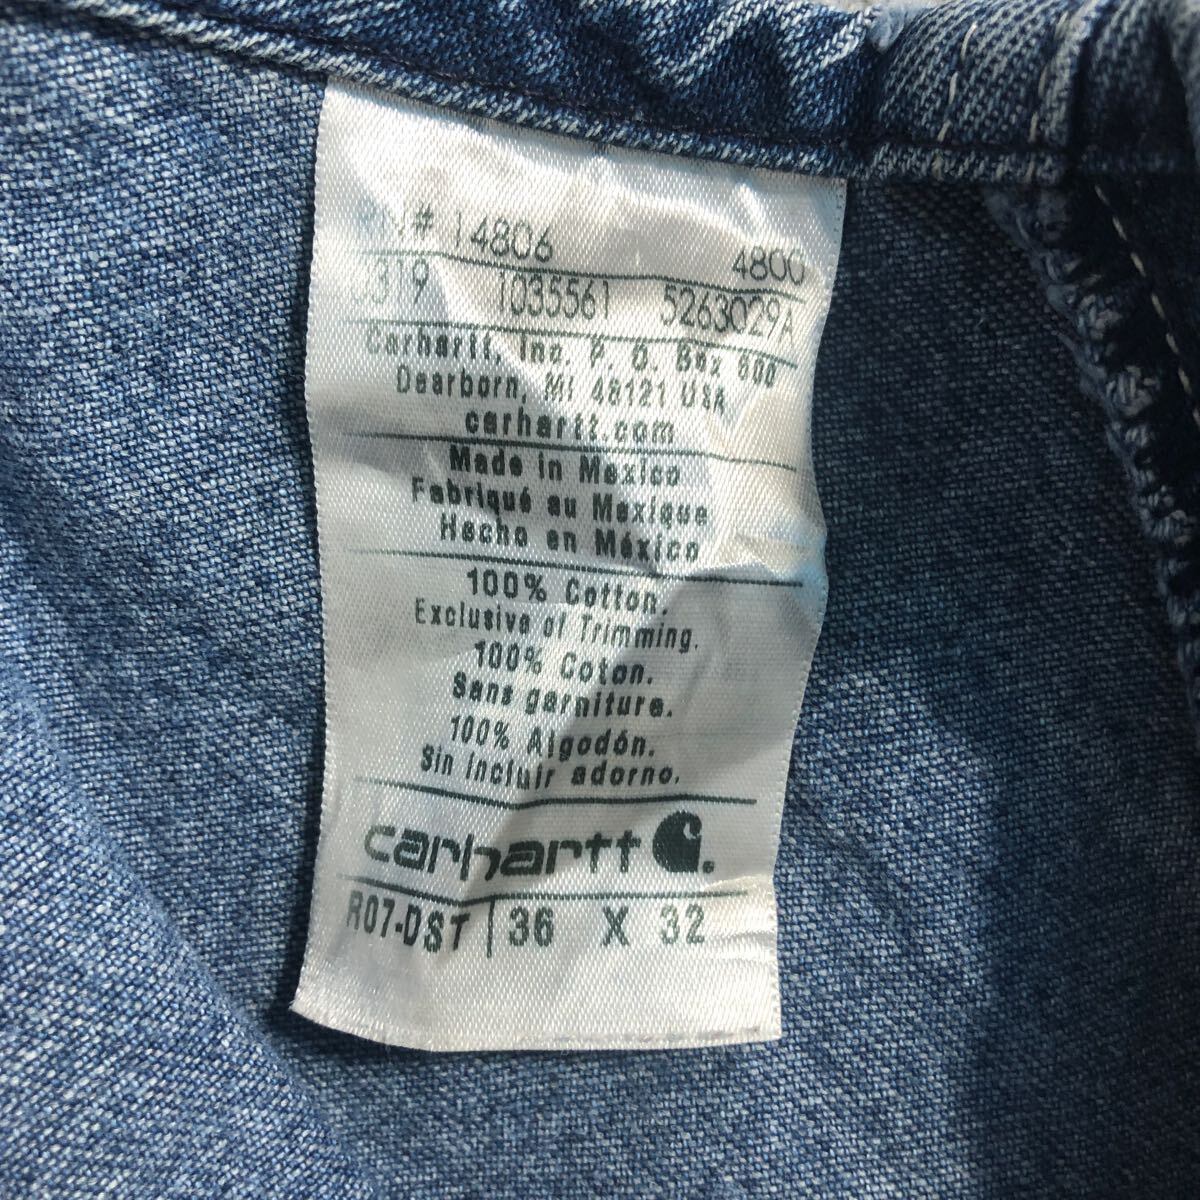 RN# 14806 4800
0319 1035561 5263029A
Carhartt, Inc. P. O. Box 600
Dearborn, MI 48121 USA
carhartt.com
Made in Mexico
Fabriqué au Mexique
Hecho en México
100% Cotton.
Exclusive of Trimming.
100% Coton.
Sans garniture.
100% Algodón.
Sin incluir adorno.
carhartt
R07-DST 36 X 32